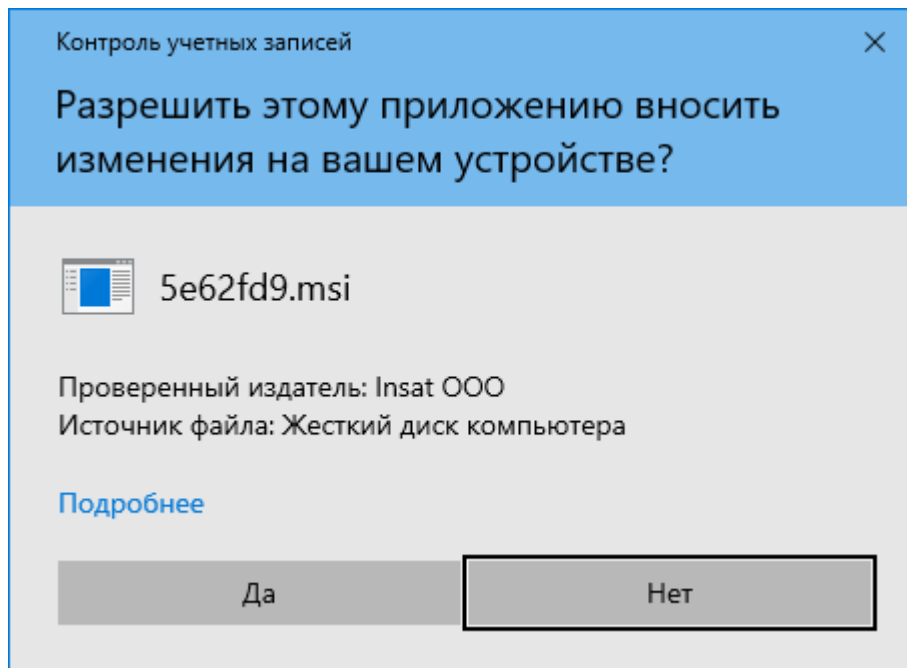 Контроль учетных записей
Разрешить этому приложению вносить
изменения на вашем устройстве?
5e62fd9.msi
Проверенный издатель: Insat ООО
Источник файла: Жесткий диск компьютера
Подробнее
Да
Нет